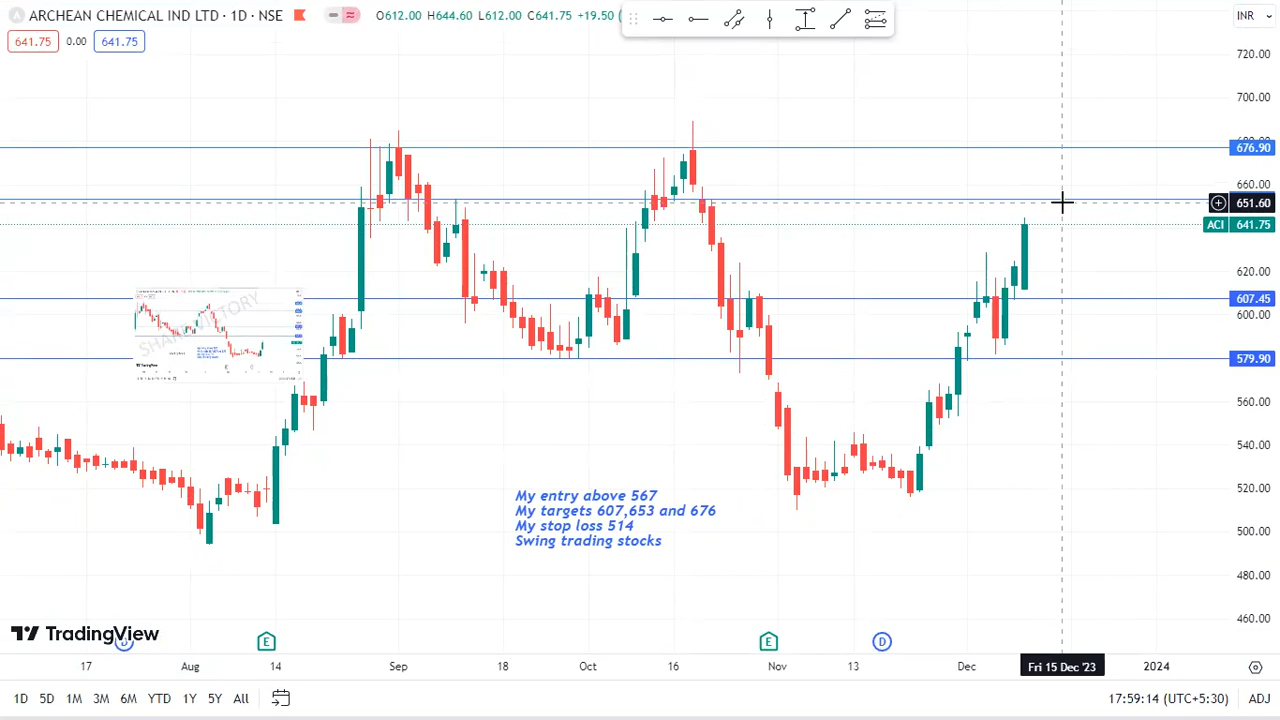 ARCHEAN CHEMICAL IND LTD · 1D · NSE O612.00 H644.60 L612.00 C641.75 +19.50
INR
641.75 0.00 641.75
720.00
700.00
676.90
660.00
651.60
ACI 641.75
620.00
607.45
600.00
579.90
560.00
540.00
520.00
500.00
480.00
460.00
My entry above 567
My targets 607,653 and 676
My stop loss 514
Swing trading stocks
TradingView
E E D
17 Aug 14 Sep 18 Oct 16 Nov 13 Dec Fri 15 Dec '23 2024
1D 5D 1M 3M 6M YTD 1Y 5Y All 17:59:14 (UTC+5:30) ADJ